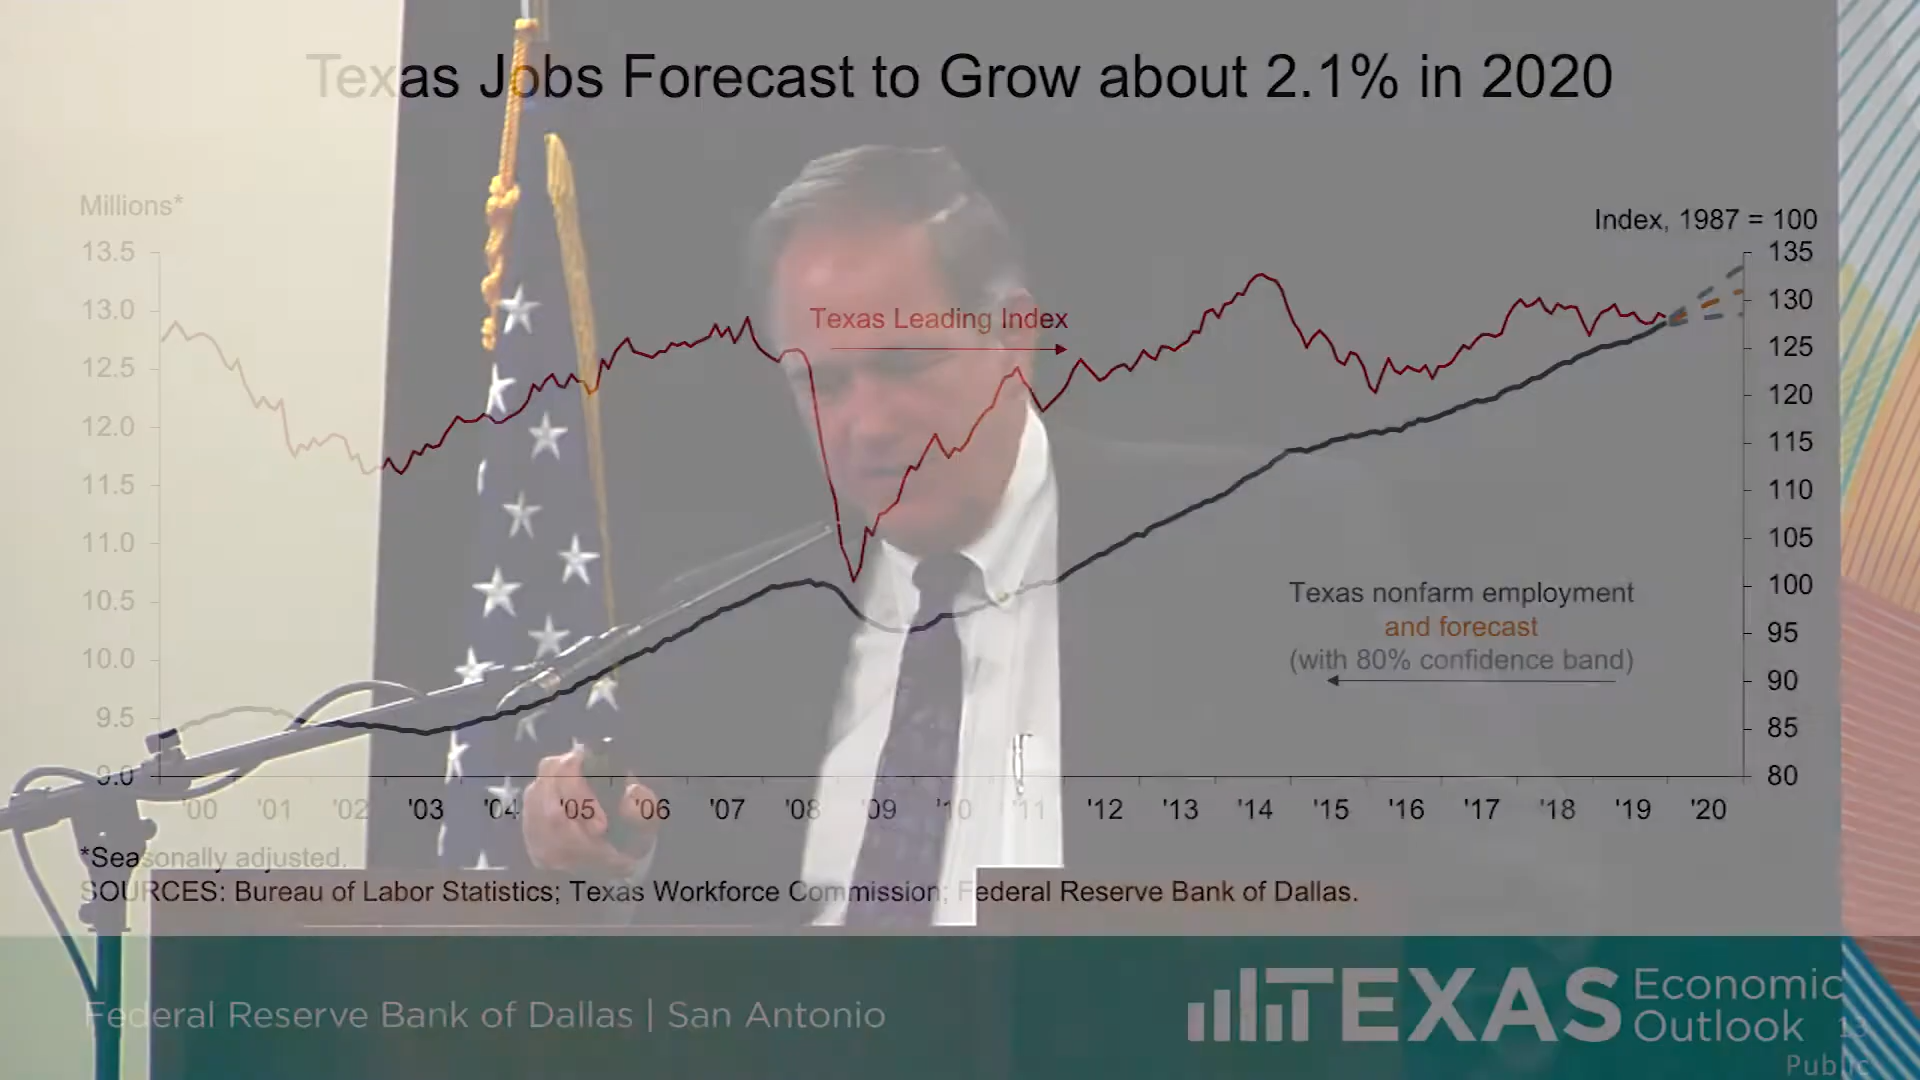 Texas Jobs Forecast to Grow about 2.1% in 2020
Millions*
Index, 1987 = 100
13.5
13.0
12.5
12.0
11.5
11.0
10.5
10.0
9.5
9.0
135
130
125
120
115
110
105
100
95
90
85
80
Texas Leading Index
Texas nonfarm employment
and forecast
(with 80% confidence band)
'00 '01 '02 '03 '04 '05 '06 '07 '08 '09 '10 '11 '12 '13 '14 '15 '16 '17 '18 '19 '20
*Seasonally adjusted.
SOURCES: Bureau of Labor Statistics; Texas Workforce Commission; Federal Reserve Bank of Dallas.
Federal Reserve Bank of Dallas | San Antonio
TEXAS Economic
Outlook
13
Public